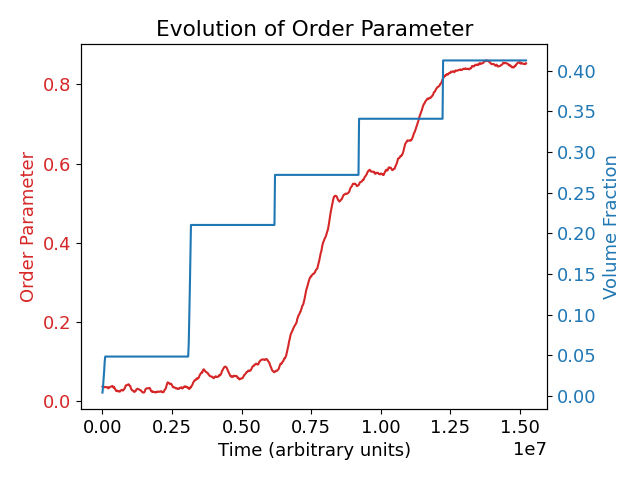 Evolution of Order Parameter
Order Parameter
0.8
0.6
0.4
0.2
0.0
0.40
0.35
0.30
0.25
0.20
0.15
0.10
0.05
0.00
Volume Fraction
0.00 0.25 0.50 0.75 1.00 1.25 1.50
1e7
Time (arbitrary units)